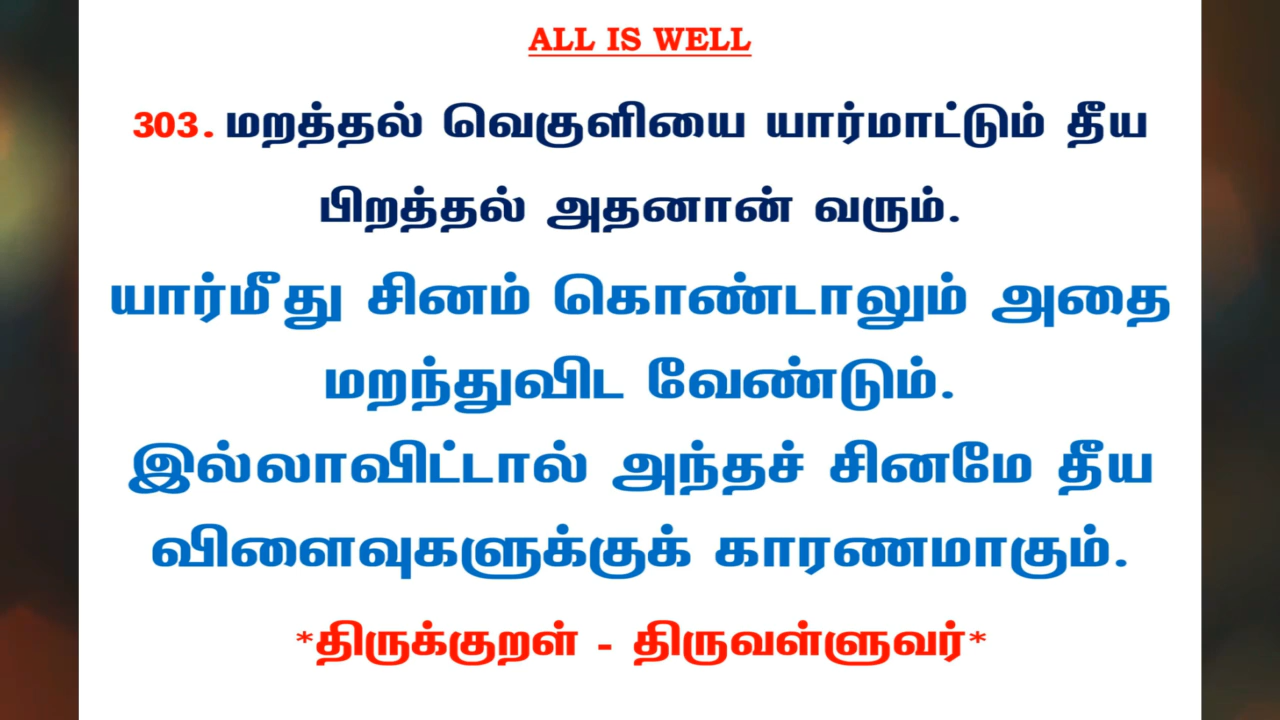 ALL IS WELL
303. மறத்தல் வெகுளியை யார்மாட்டும் தீய
பிறத்தல் அதனான் வரும்.
யார்மீது சினம் கொண்டாலும் அதை
மறந்துவிட வேண்டும்.
இல்லாவிட்டால் அந்தச் சினமே தீய
விளைவுகளுக்குக் காரணமாகும்.
*திருக்குறள் - திருவள்ளுவர்*